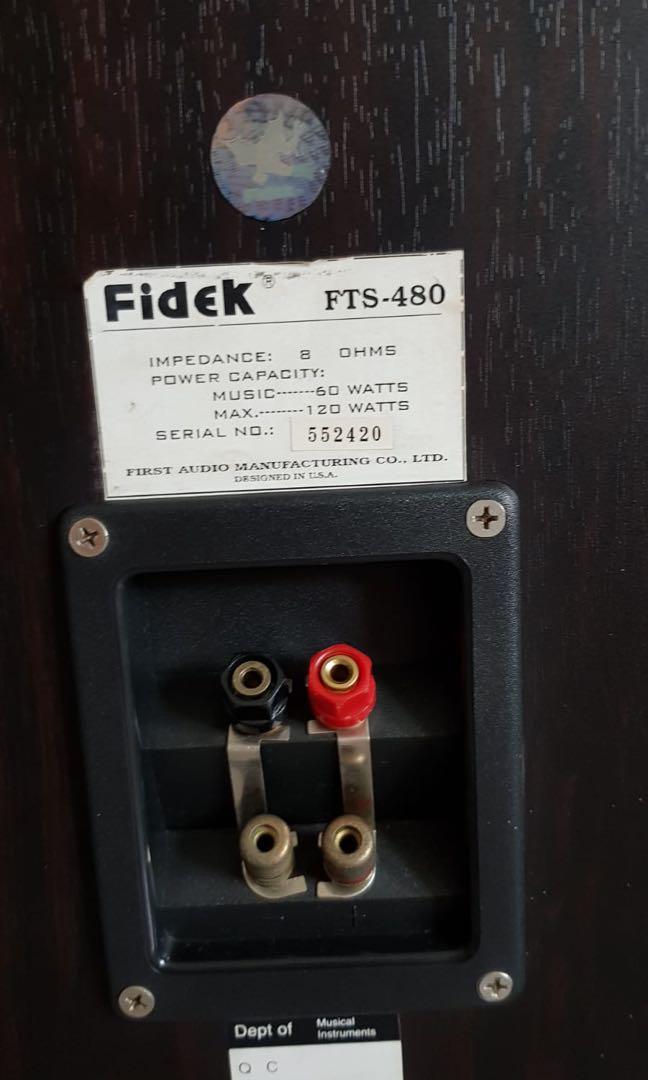 Fidek® FTS-480
IMPEDANCE: 8 OHMS
POWER CAPACITY:
MUSIC-------60 WATTS
MAX.--------120 WATTS
SERIAL NO.: 552420
FIRST AUDIO MANUFACTURING CO., LTD.
DESIGNED IN U.S.A.
Dept of Musical Instruments
Q C